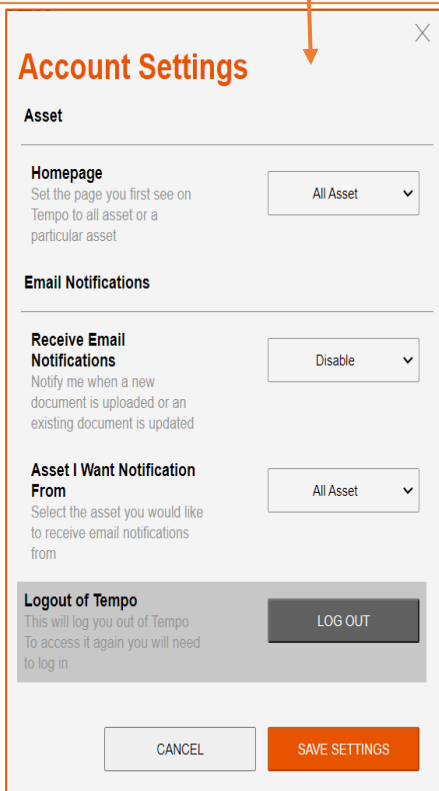 X
Account Settings
Asset
Homepage
Set the page you first see on
Tempo to all asset or a
particular asset
All Asset
Email Notifications
Receive Email
Notifications
Notify me when a new
document is uploaded or an
existing document is updated
Disable
Asset I Want Notification
From
Select the asset you would like
to receive email notifications
from
All Asset
Logout of Tempo
This will log you out of Tempo
To access it again you will need
to log in
LOG OUT
CANCEL
SAVE SETTINGS